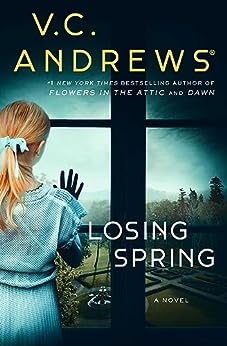 V.C.
ANDREWS®
#1 NEW YORK TIMES BESTSELLING AUTHOR OF
FLOWERS IN THE ATTIC AND DAWN
LOSING
SPRING
A NOVEL